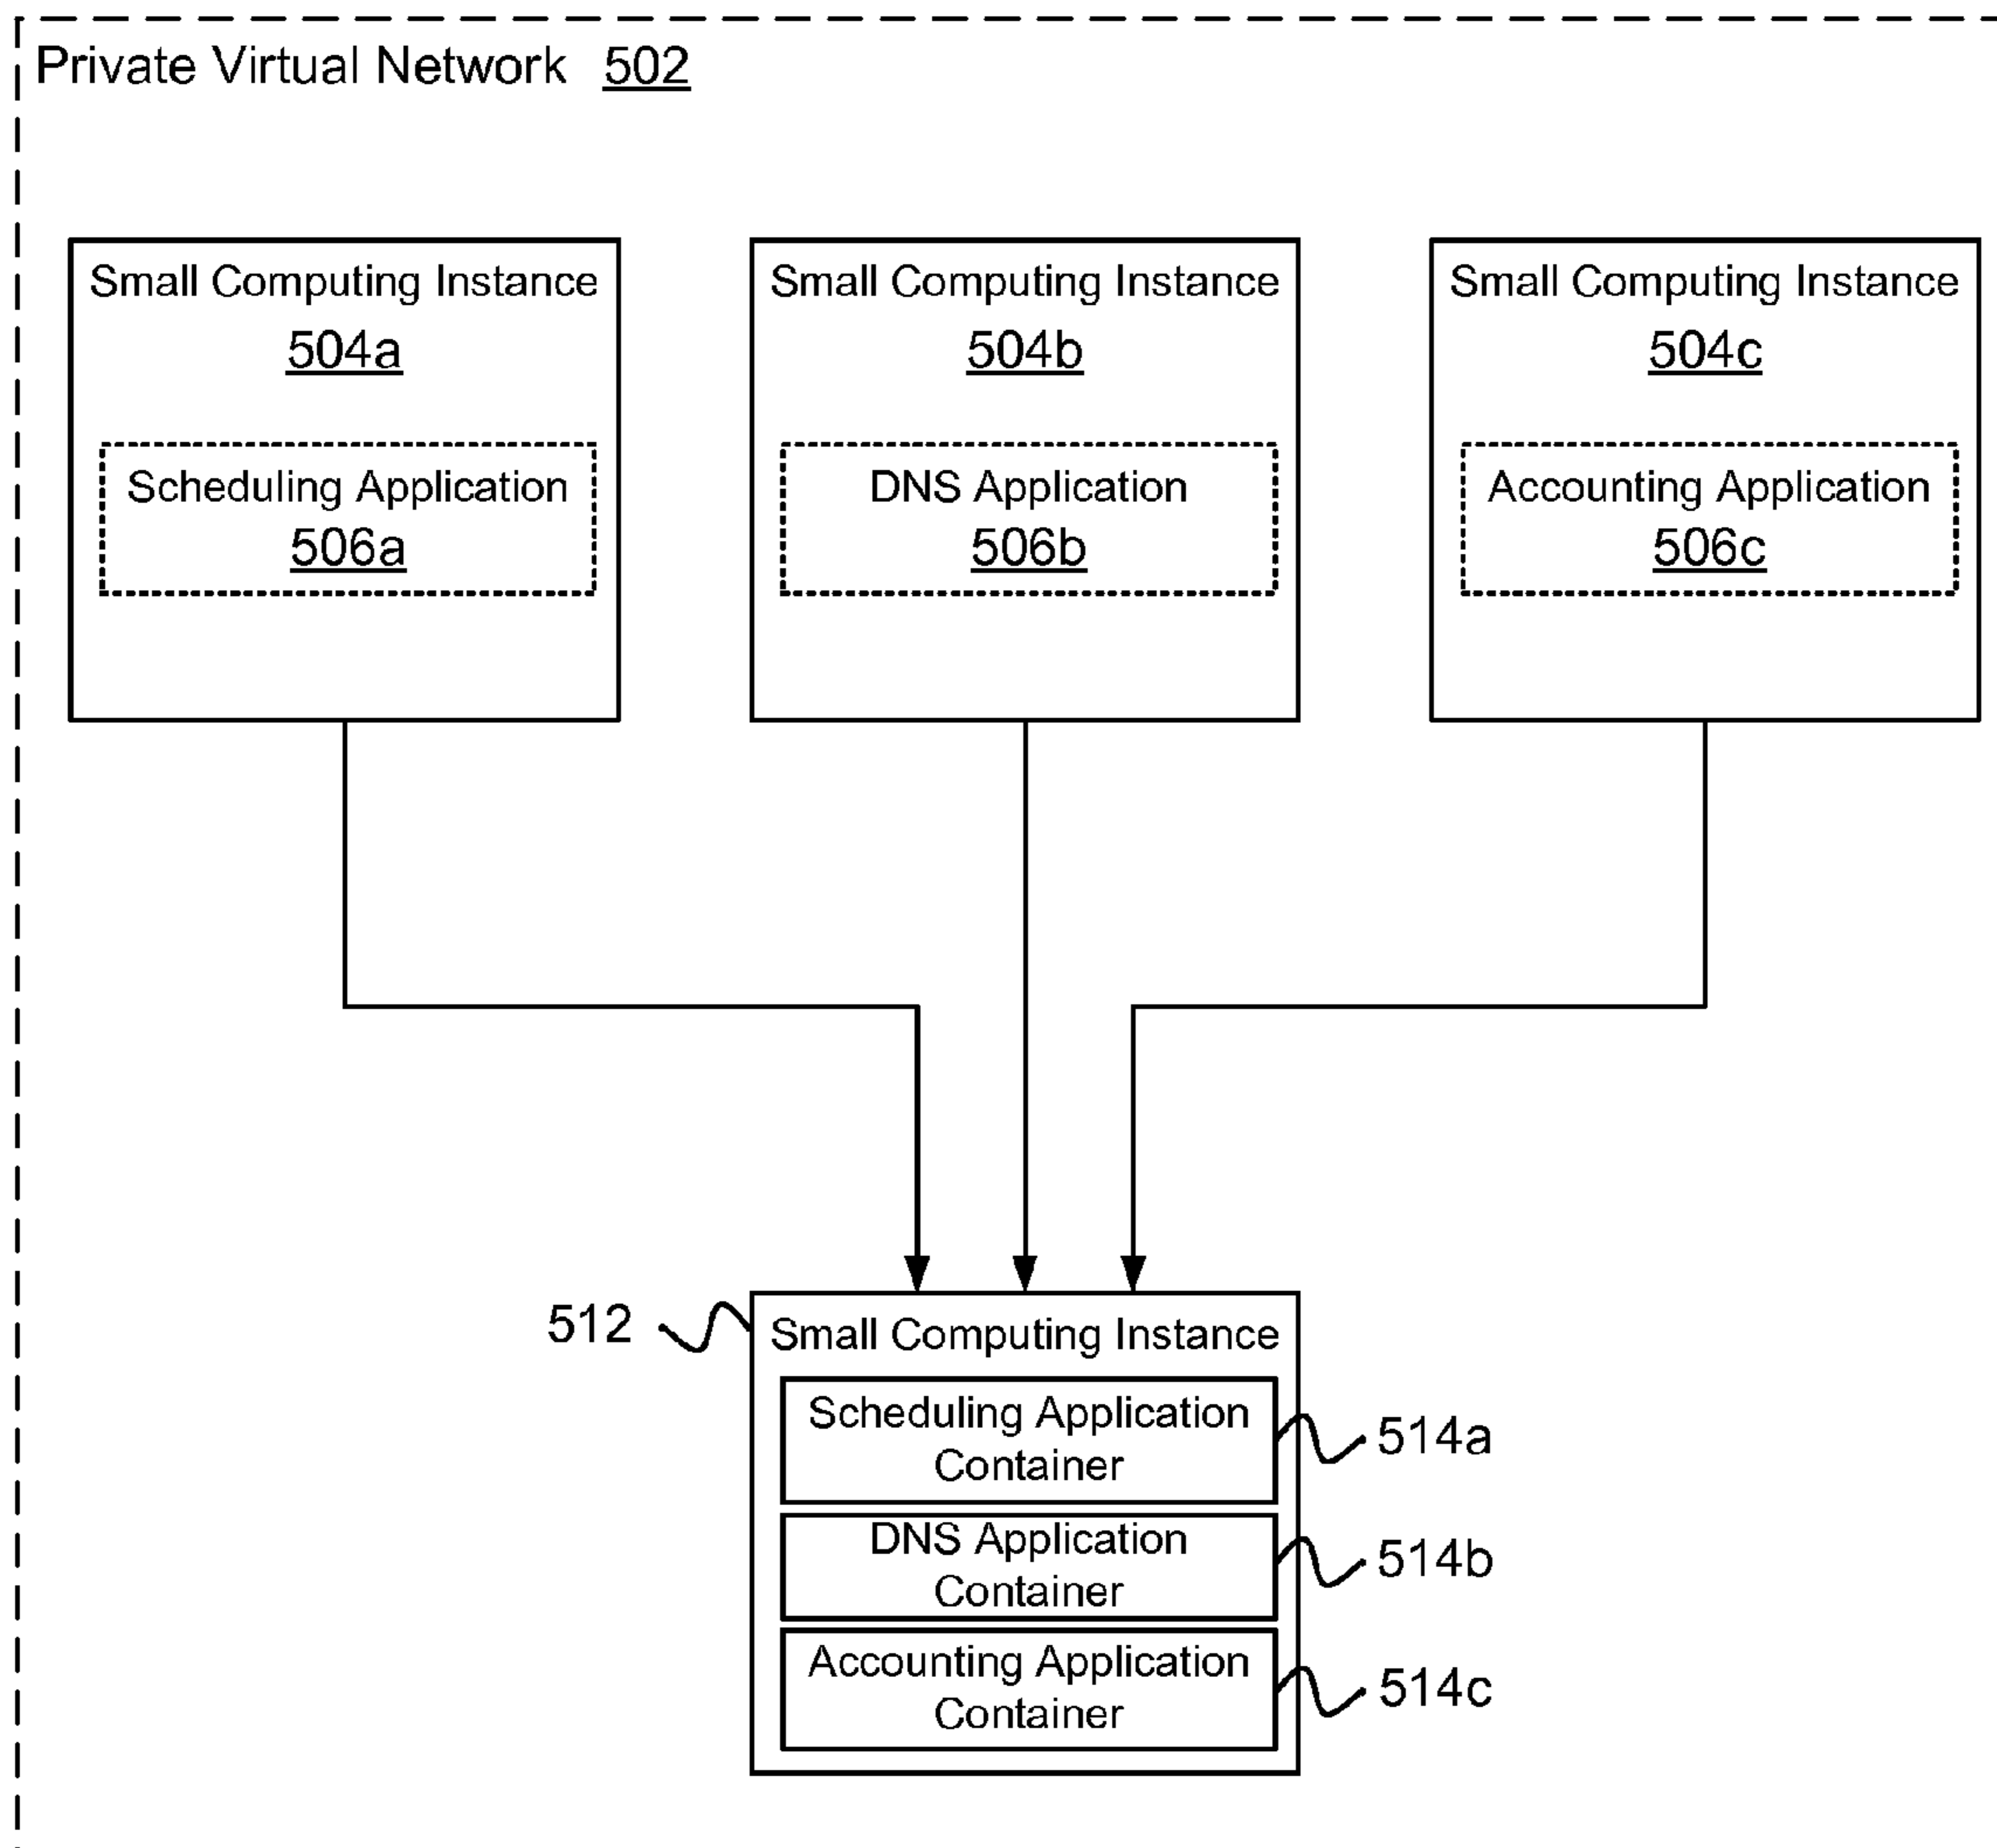 Private Virtual Network 502
Small Computing Instance
504a
Scheduling Application
506a
Small Computing Instance
504b
DNS Application
506b
Small Computing Instance
504c
Accounting Application
506c
512
Small Computing Instance
Scheduling Application
Container
514a
DNS Application
Container
514b
Accounting Application
Container
514c